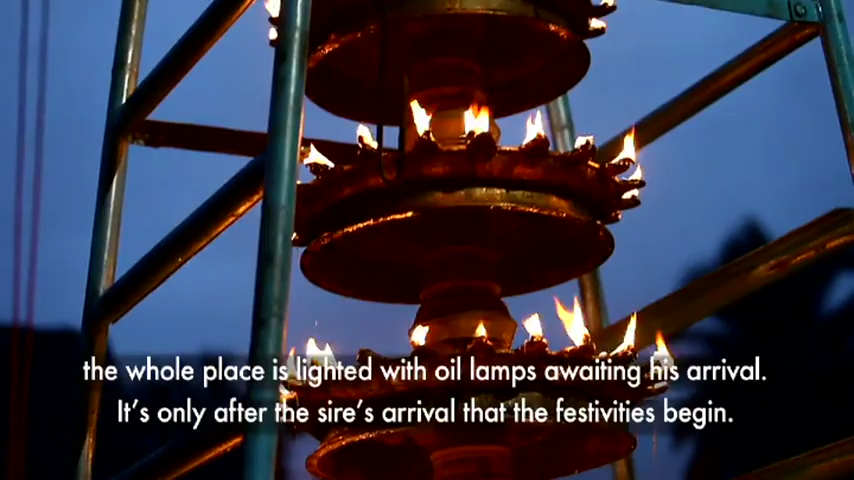 the whole place is lighted with oil lamps awaiting his arrival.
It's only after the sire's arrival that the festivities begin.